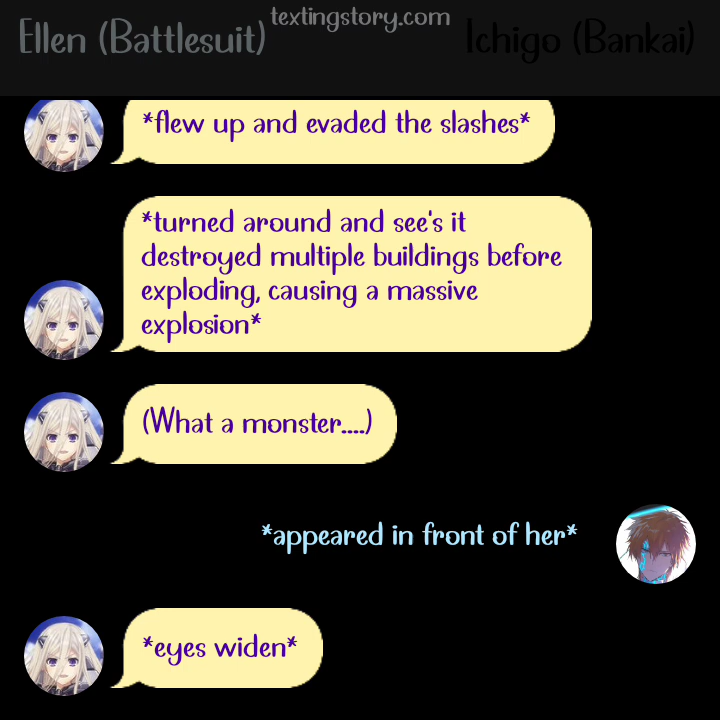 textingstory.com
Ellen (Battlesuit)
Ichigo (Bankai)
*flew up and evaded the slashes*
*turned around and see's it
destroyed multiple buildings before
exploding, causing a massive
explosion*
(What a monster....)
*appeared in front of her*
*eyes widen*